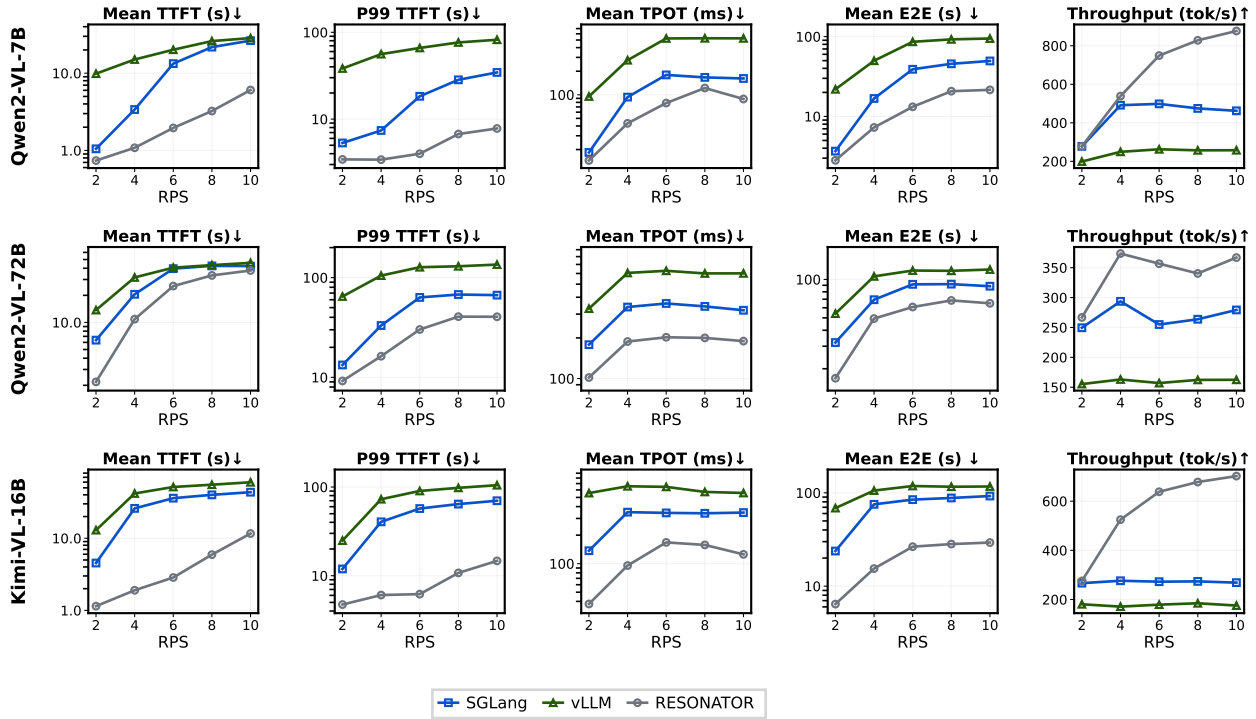 Qwen2-VL-7B
Mean TTFT (s)↓
10.0
1.0
2 4 6 8 10
RPS
P99 TTFT (s)↓
100
10
2 4 6 8 10
RPS
Mean TPOT (ms)↓
100
2 4 6 8 10
RPS
Mean E2E (s) ↓
100
10
2 4 6 8 10
RPS
Throughput (tok/s)↑
800
600
400
200
2 4 6 8 10
RPS
Qwen2-VL-72B
Mean TTFT (s)↓
10.0
2 4 6 8 10
RPS
P99 TTFT (s)↓
100
10
2 4 6 8 10
RPS
Mean TPOT (ms)↓
100
2 4 6 8 10
RPS
Mean E2E (s) ↓
100
2 4 6 8 10
RPS
Throughput (tok/s)↑
350
300
250
200
150
2 4 6 8 10
RPS
Kimi-VL-16B
Mean TTFT (s)↓
10.0
1.0
2 4 6 8 10
RPS
P99 TTFT (s)↓
100
10
2 4 6 8 10
RPS
Mean TPOT (ms)↓
100
2 4 6 8 10
RPS
Mean E2E (s) ↓
100
10
2 4 6 8 10
RPS
Throughput (tok/s)↑
600
400
200
2 4 6 8 10
RPS
SGLang vLLM RESONATOR